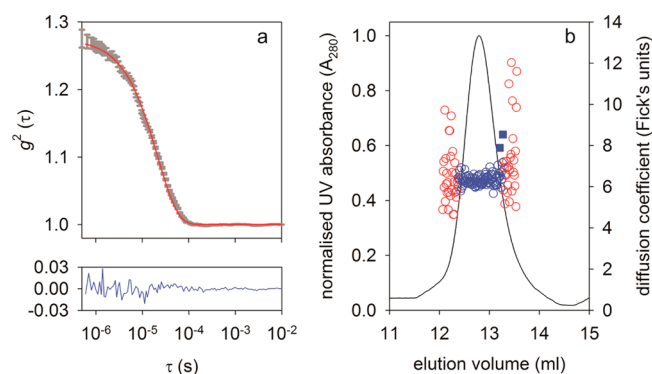 a
g² (τ)
1.3
1.2
1.1
1.0
0.03
0.00
-0.03
10⁻⁶ 10⁻⁵ 10⁻⁴ 10⁻³ 10⁻²
τ (s)
b
normalised UV absorbance (A₂₈₀)
1.0
0.8
0.6
0.4
0.2
0.0
14
12
10
8
6
4
2
0
diffusion coefficient (Fick's units)
11 12 13 14 15
elution volume (ml)